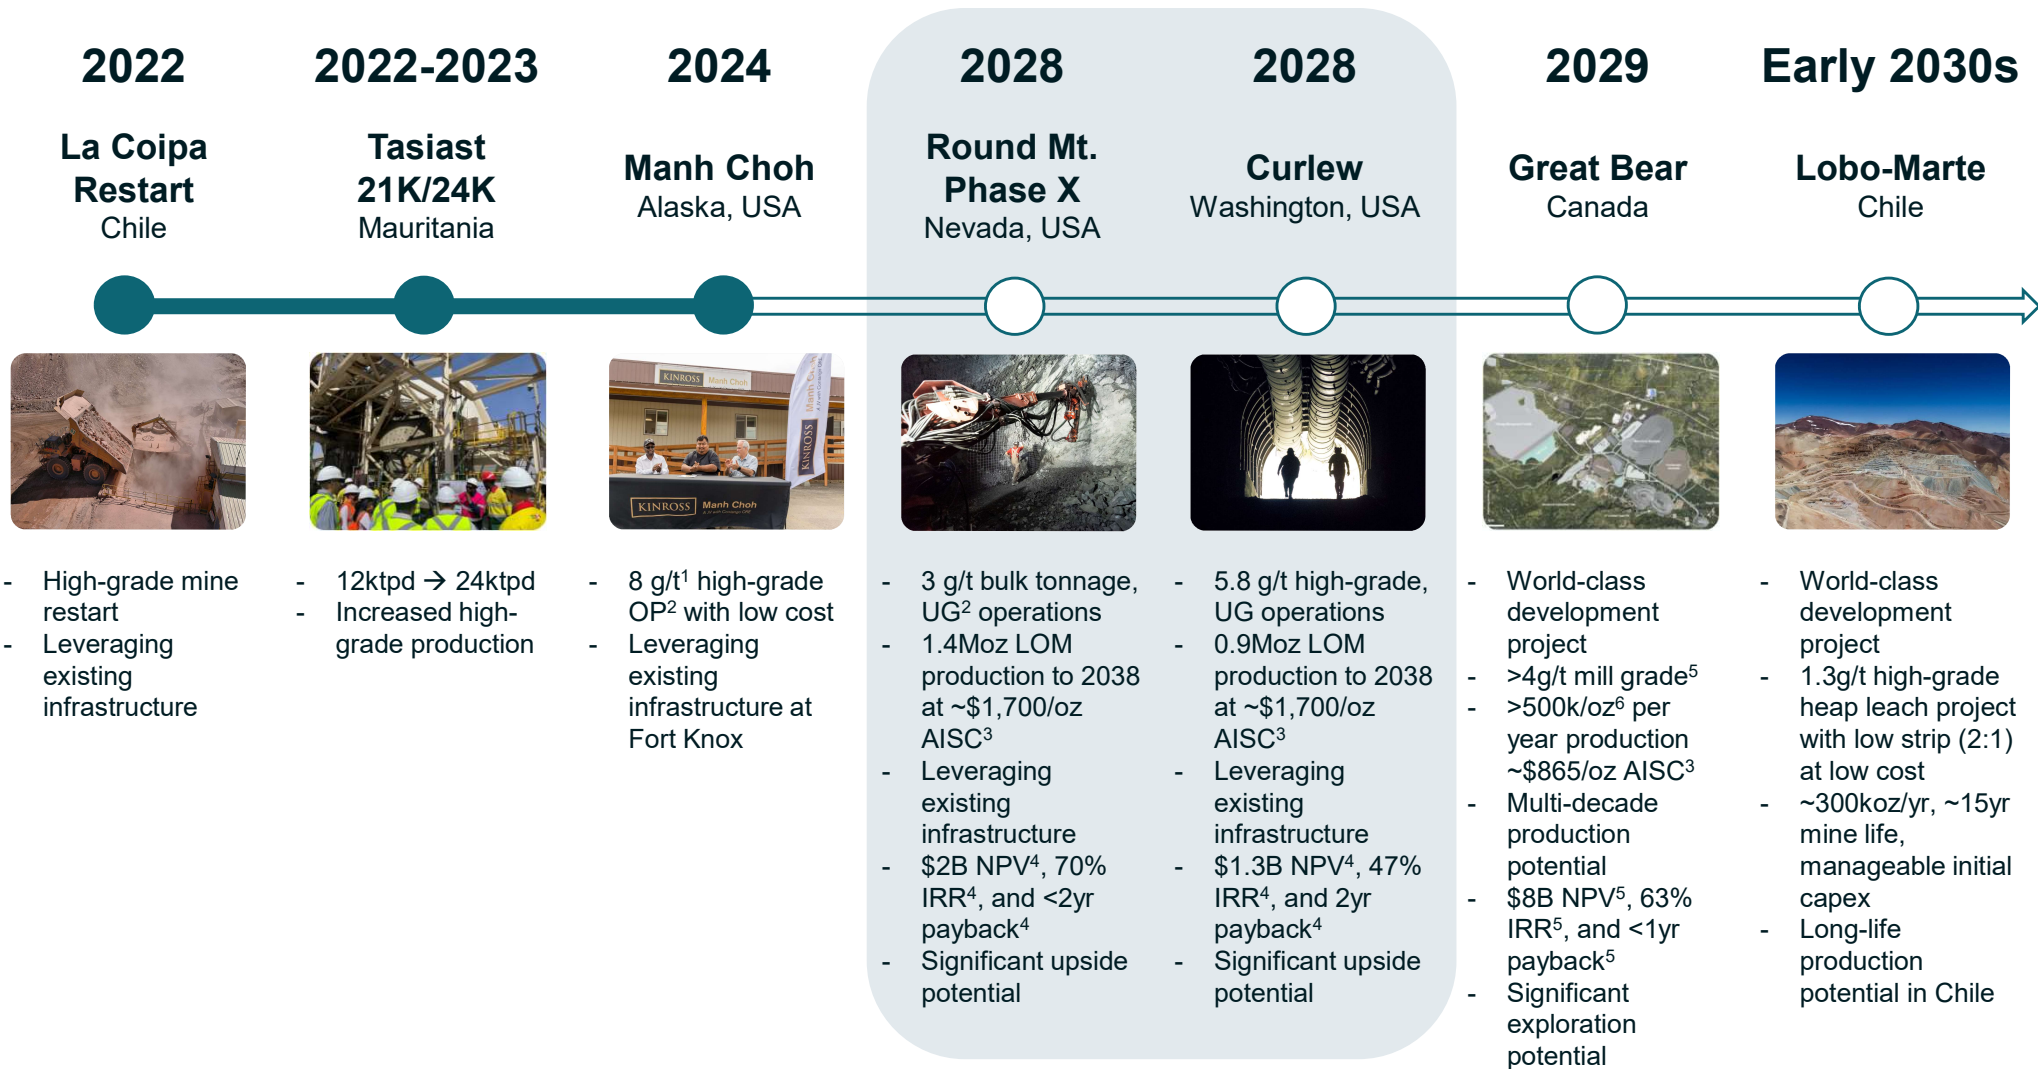 2022
La Coipa
Restart
Chile
2022-2023
Tasiast
21K/24K
Mauritania
2024
Manh Choh
Alaska, USA
2028
Round Mt.
Phase X
Nevada, USA
2028
Curlew
Washington, USA
2029
Great Bear
Canada
Early 2030s
Lobo-Marte
Chile
KINROSS Manh Choh
KINROSS Manh Choh
KINROSS Manh Choh
- High-grade mine
restart
- Leveraging
existing
infrastructure
- 12ktpd → 24ktpd
- Increased high-
grade production
- 8 g/t¹ high-grade
OP² with low cost
- Leveraging
existing
infrastructure at
Fort Knox
- 3 g/t bulk tonnage,
UG² operations
- 1.4Moz LOM
production to 2038
at ~$1,700/oz
AISC³
- Leveraging
existing
infrastructure
- $2B NPV⁴, 70%
IRR⁴, and <2yr
payback⁴
- Significant upside
potential
- 5.8 g/t high-grade,
UG operations
- 0.9Moz LOM
production to 2038
at ~$1,700/oz
AISC³
- Leveraging
existing
infrastructure
- $1.3B NPV⁴, 47%
IRR⁴, and 2yr
payback⁴
- Significant upside
potential
- World-class
development
project
- >4g/t mill grade⁵
- >500k/oz⁶ per
year production
~$865/oz AISC³
- Multi-decade
production
potential
- $8B NPV⁵, 63%
IRR⁵, and <1yr
payback⁵
- Significant
exploration
potential
- World-class
development
project
- 1.3g/t high-grade
heap leach project
with low strip (2:1)
at low cost
- ~300koz/yr, ~15yr
mine life,
manageable initial
capex
- Long-life
production
potential in Chile